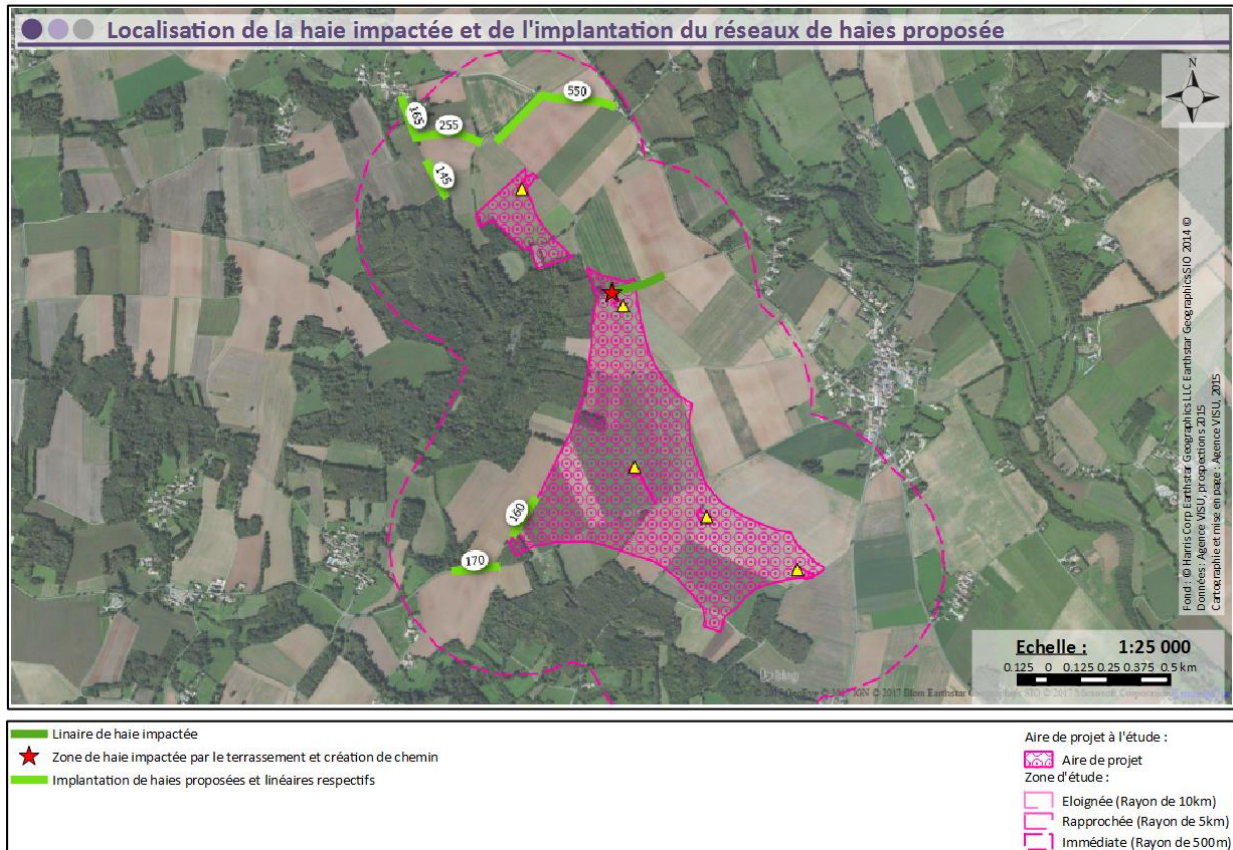 Localisation de la haie impactée et de l'implantation du réseaux de haies proposée
N
550
165
255
145
160
170
Fond : © Harris Corp Earthstar Geographics LLC Earthstar GeographicsSIO 2014 ©
Données : Agence VISU, prospections 2015
Cartographie et mise en page : Agence VISU, 2015
Echelle : 1:25 000
0.125 0 0.125 0.25 0.375 0.5 km
Linaire de haie impactée
Zone de haie impactée par le terrassement et création de chemin
Implantation de haies proposées et linéaires respectifs
Aire de projet à l'étude :
Aire de projet
Zone d'étude :
Eloignée (Rayon de 10km)
Rapprochée (Rayon de 5km)
Immédiate (Rayon de 500m)